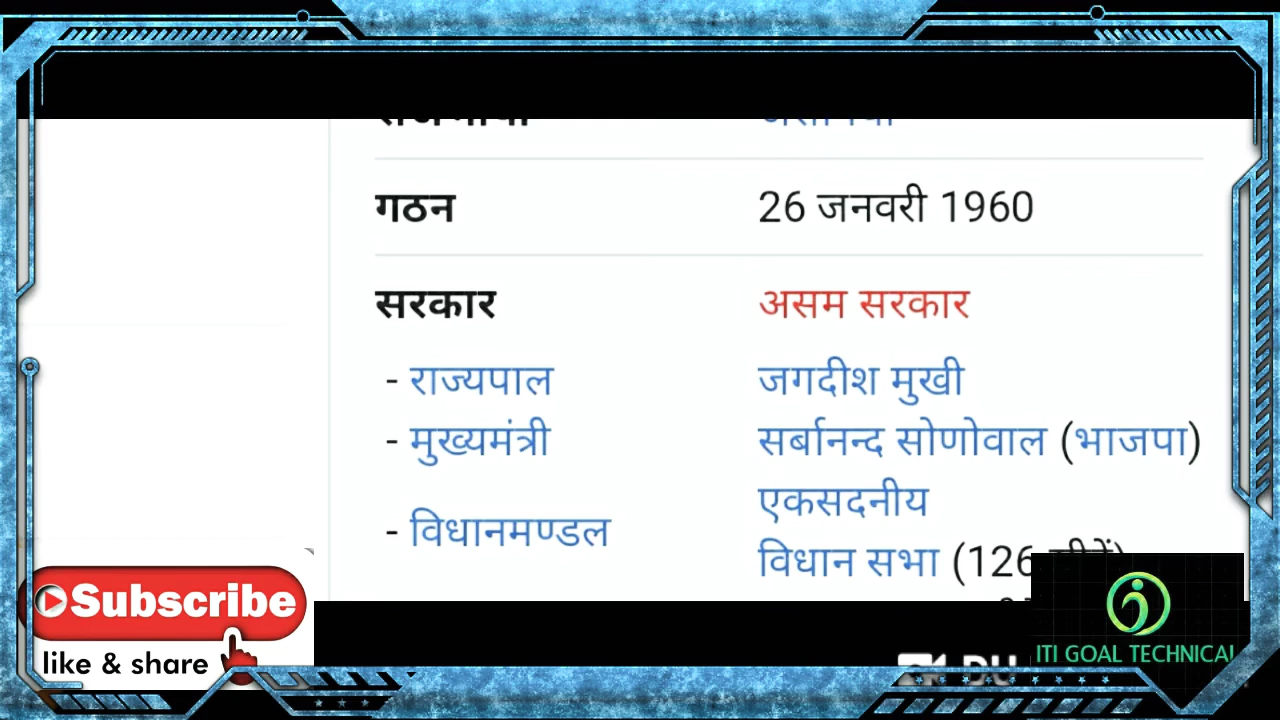 गठन 26 जनवरी 1960
सरकार असम सरकार
- राज्यपाल जगदीश मुखी
- मुख्यमंत्री सर्बानन्द सोणोवाल (भाजपा)
- विधानमण्डल एकसदनीय
विधान सभा (126
Subscribe
like & share
ITI GOAL TECHNICAL